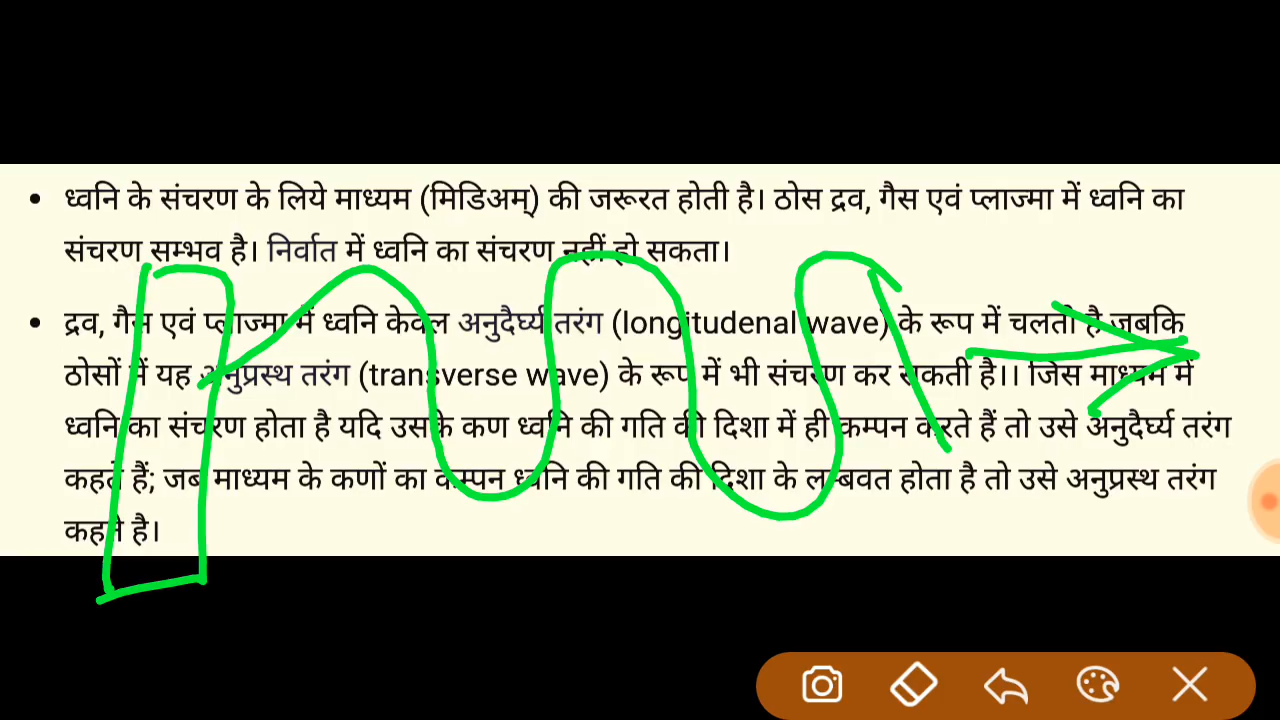 ध्वनि के संचरण के लिये माध्यम (मिडिअम्) की जरूरत होती है। ठोस द्रव, गैस एवं प्लाज्मा में ध्वनि का
संचरण सम्भव है। निर्वात में ध्वनि का संचरण नहीं हो सकता।
द्रव, गैस एवं प्लाज्मा में ध्वनि केवल अनुदैर्घ्य तरंग (longitudenal wave) के रूप में चलती है जबकि
ठोसों में यह अनुप्रस्थ तरंग (transverse wave) के रूप में भी संचरण कर सकती है।। जिस माध्यम में
ध्वनि का संचरण होता है यदि उसके कण ध्वनि की गति की दिशा में ही कम्पन करते हैं तो उसे अनुदैर्घ्य तरंग
कहते हैं; जब माध्यम के कणों का कम्पन ध्वनि की गति की दिशा के लम्बवत होता है तो उसे अनुप्रस्थ तरंग
कहते है।